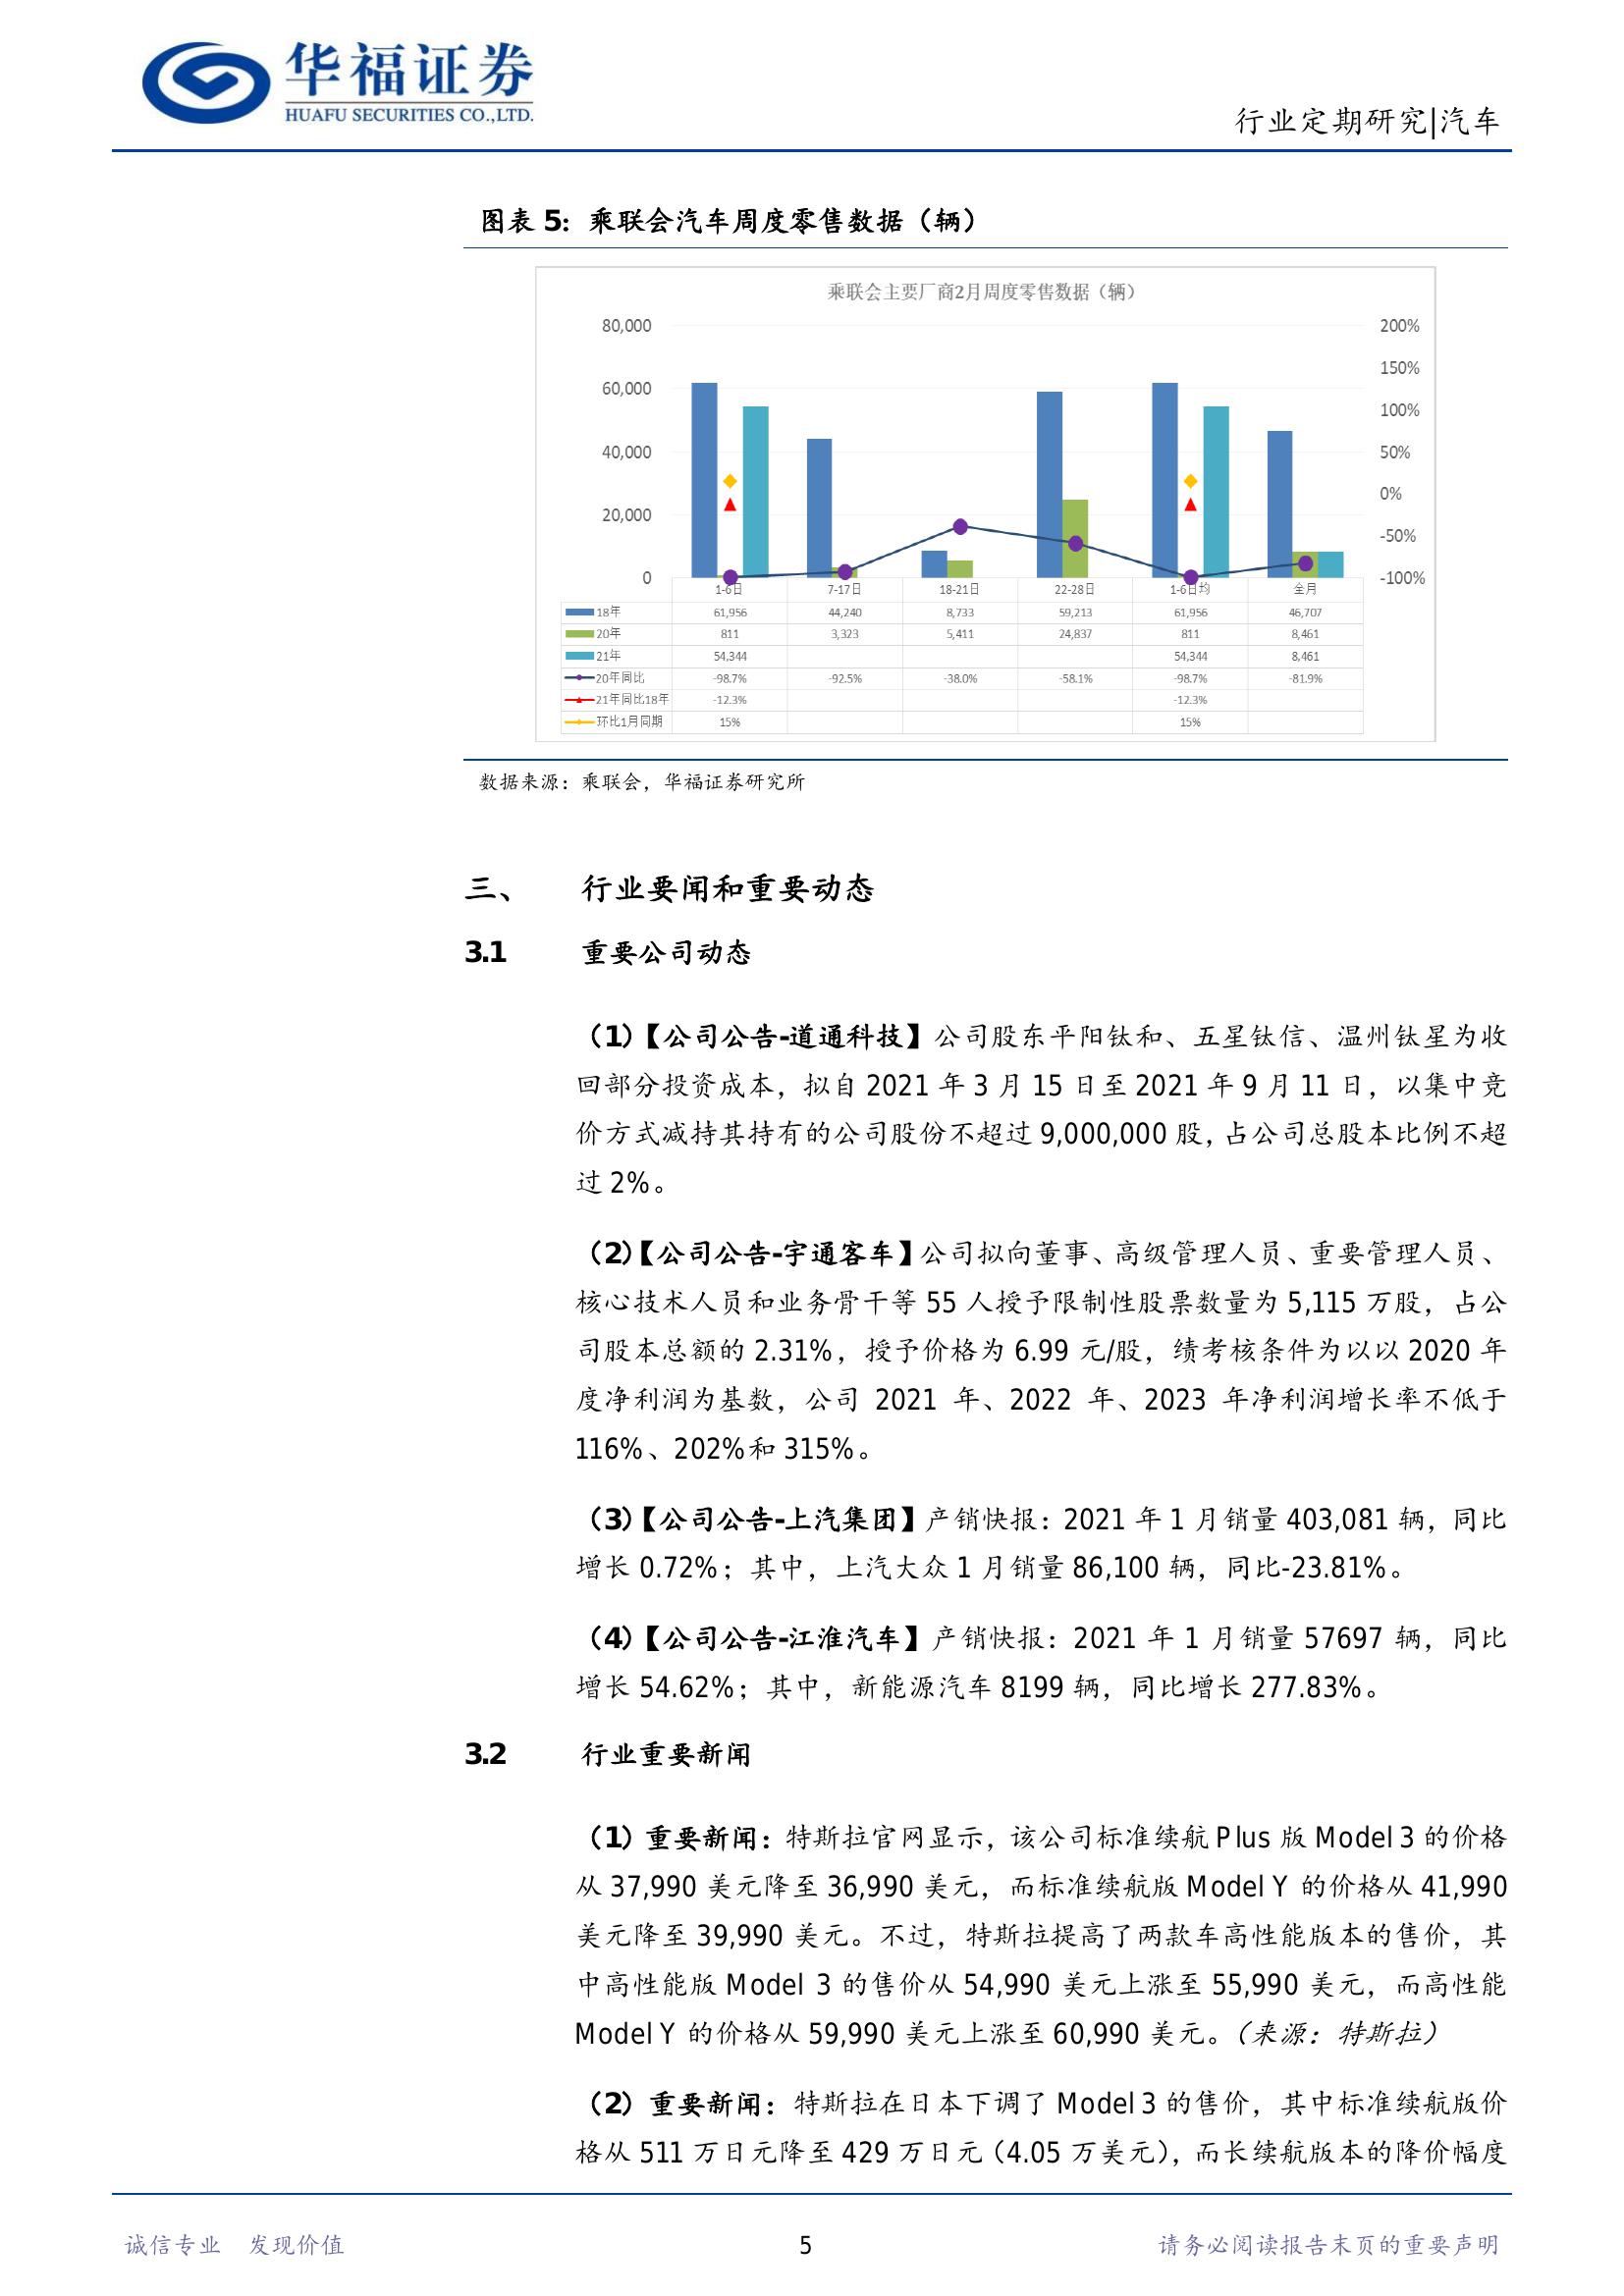 华福证券
HUAFU SECURITIES CO.,LTD.
行业定期研究|汽车
图表 5：乘联会汽车周度零售数据（辆）
乘联会主要厂商2月周度零售数据（辆）
80,000 200%
150%
60,000
100%
40,000 50%
0%
20,000
-50%
0 -100%
1-6日 7-17日 18-21日 22-28日 1-6日均 全月
18年 61,956 44,240 8,733 59,213 61,956 46,707
20年 811 3,323 5,411 24,837 811 8,461
21年 54,344 54,344 8,461
20年同比 -98.7% -92.5% -38.0% -58.1% -98.7% -81.9%
21年同比18年 -12.3% -12.3%
环比1月同期 15% 15%
数据来源：乘联会，华福证券研究所
三、 行业要闻和重要动态
3.1 重要公司动态
（1）【公司公告-道通科技】公司股东平阳钛和、五星钛信、温州钛星为收
回部分投资成本，拟自 2021 年 3 月 15 日至 2021 年 9 月 11 日，以集中竞
价方式减持其持有的公司股份不超过 9,000,000 股，占公司总股本比例不超
过 2%。
（2）【公司公告-宇通客车】公司拟向董事、高级管理人员、重要管理人员、
核心技术人员和业务骨干等 55 人授予限制性股票数量为 5,115 万股，占公
司股本总额的 2.31%，授予价格为 6.99 元/股，绩考核条件为以以 2020 年
度净利润为基数，公司 2021 年、2022 年、2023 年净利润增长率不低于
116%、202%和 315%。
（3）【公司公告-上汽集团】产销快报：2021 年 1 月销量 403,081 辆，同比
增长 0.72%；其中，上汽大众 1 月销量 86,100 辆，同比-23.81%。
（4）【公司公告-江淮汽车】产销快报：2021 年 1 月销量 57697 辆，同比
增长 54.62%；其中，新能源汽车 8199 辆，同比增长 277.83%。
3.2 行业重要新闻
（1）重要新闻：特斯拉官网显示，该公司标准续航 Plus 版 Model 3 的价格
从 37,990 美元降至 36,990 美元，而标准续航版 Model Y 的价格从 41,990
美元降至 39,990 美元。不过，特斯拉提高了两款车高性能版本的售价，其
中高性能版 Model 3 的售价从 54,990 美元上涨至 55,990 美元，而高性能
Model Y 的价格从 59,990 美元上涨至 60,990 美元。（来源：特斯拉）
（2）重要新闻：特斯拉在日本下调了 Model 3 的售价，其中标准续航版价
格从 511 万日元降至 429 万日元（4.05 万美元），而长续航版本的降价幅度
诚信专业 发现价值 5 请务必阅读报告末页的重要声明